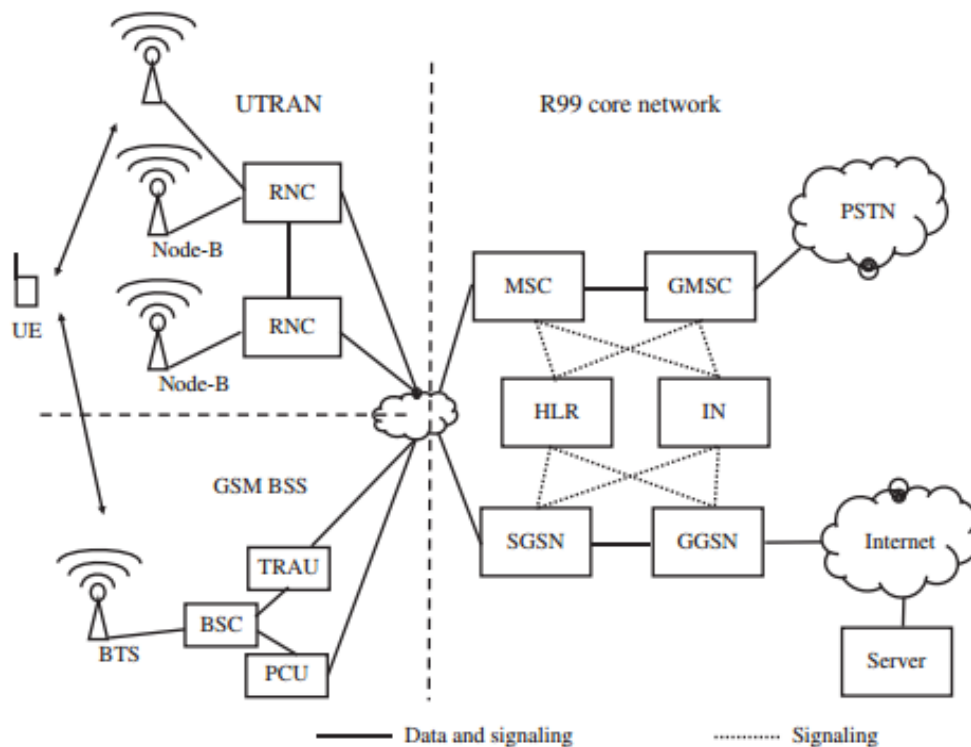 UTRAN
R99 core network
RNC
PSTN
Node-B
MSC
GMSC
UE
RNC
Node-B
HLR
IN
GSM BSS
SGSN
GGSN
Internet
TRAU
BSC
BTS
PCU
Server
Data and signaling
Signaling